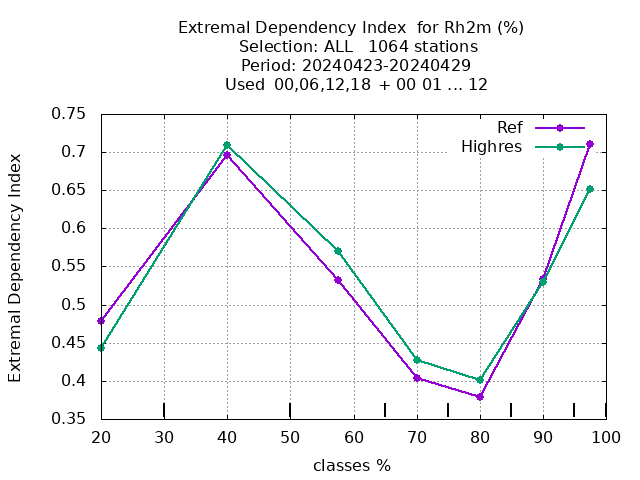 Extremal Dependency Index  for Rh2m (%)
Selection: ALL   1064 stations
Period: 20240423-20240429
Used  00,06,12,18 + 00 01 ... 12
Ref
Highres
Extremal Dependency Index
0.75
0.7
0.65
0.6
0.55
0.5
0.45
0.4
0.35
20 30 40 50 60 70 80 90 100
classes %